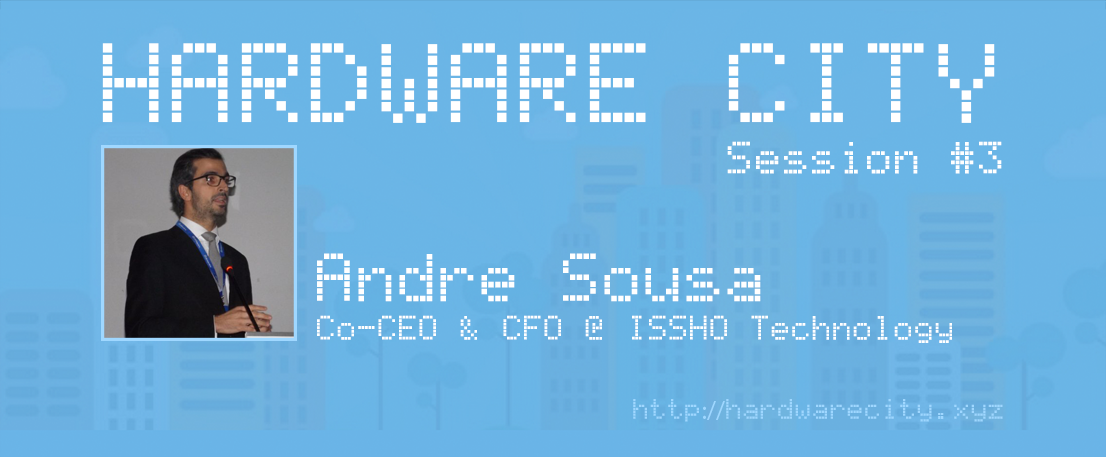 HARDWARE CITY
Session #3
Andre Sousa
Co-CEO & CFO @ ISSHO Technology
http://hardwarecity.xyz